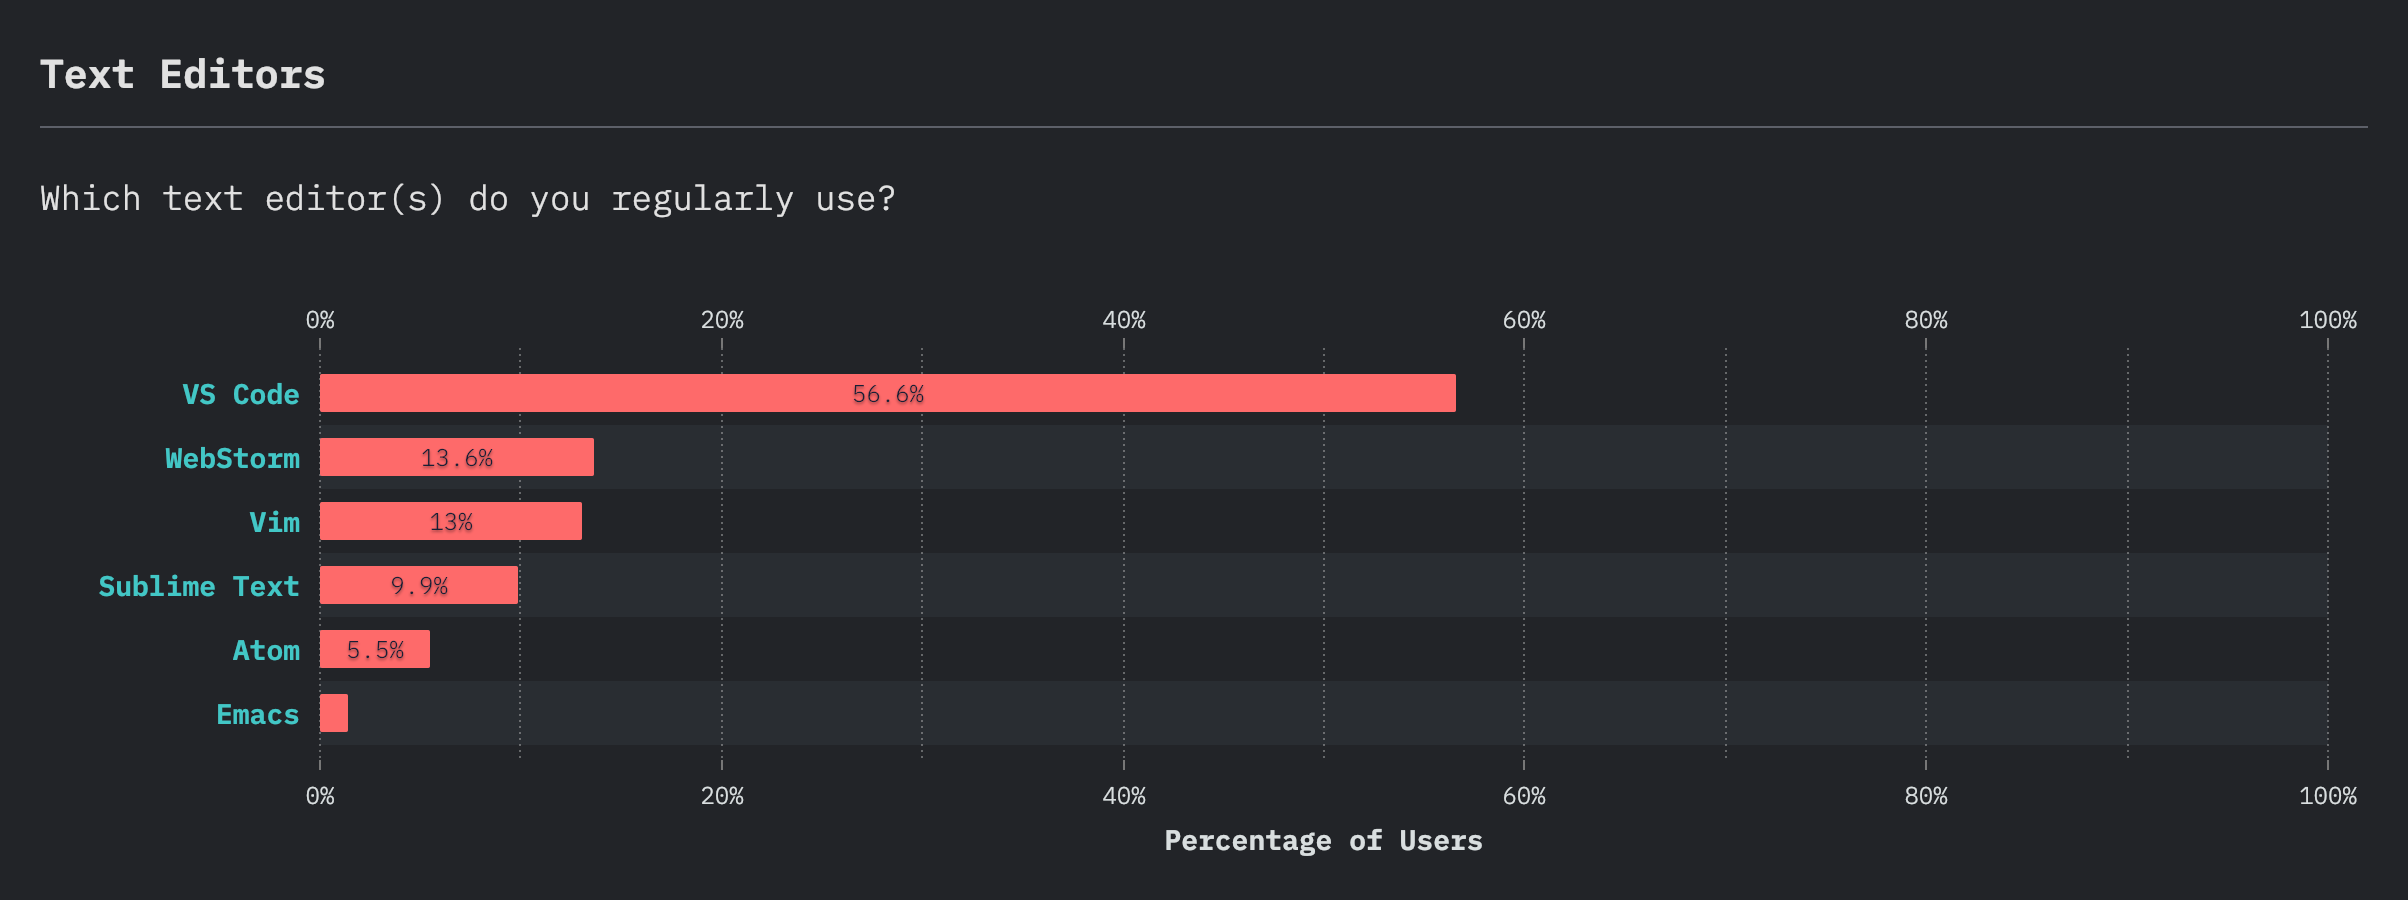 Text Editors
Which text editor(s) do you regularly use?
0% 20% 40% 60% 80% 100%
VS Code 56.6%
WebStorm 13.6%
Vim 13%
Sublime Text 9.9%
Atom 5.5%
Emacs
0% 20% 40% 60% 80% 100%
Percentage of Users